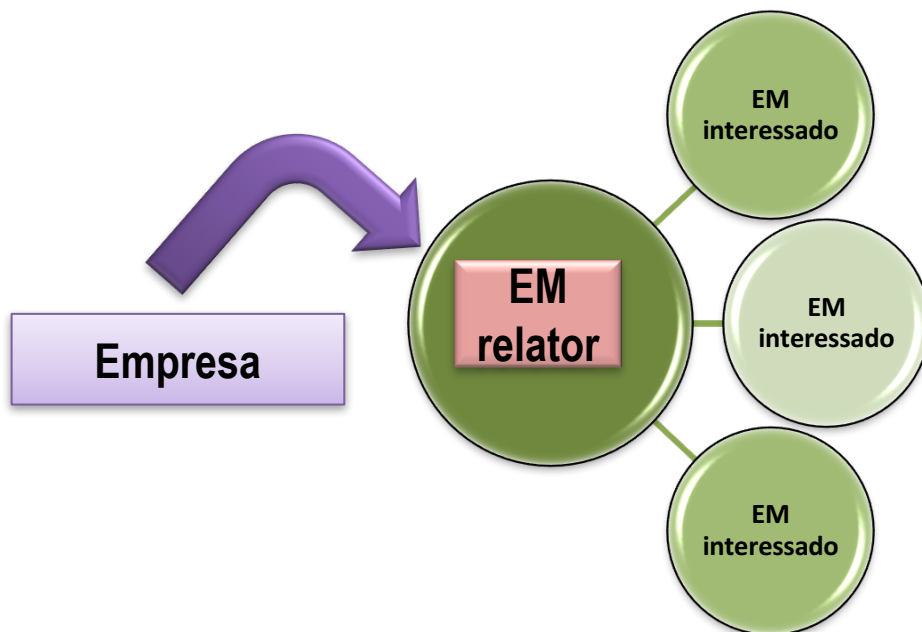 EM
interessado
EM
relator
EM
interessado
Empresa
EM
interessado